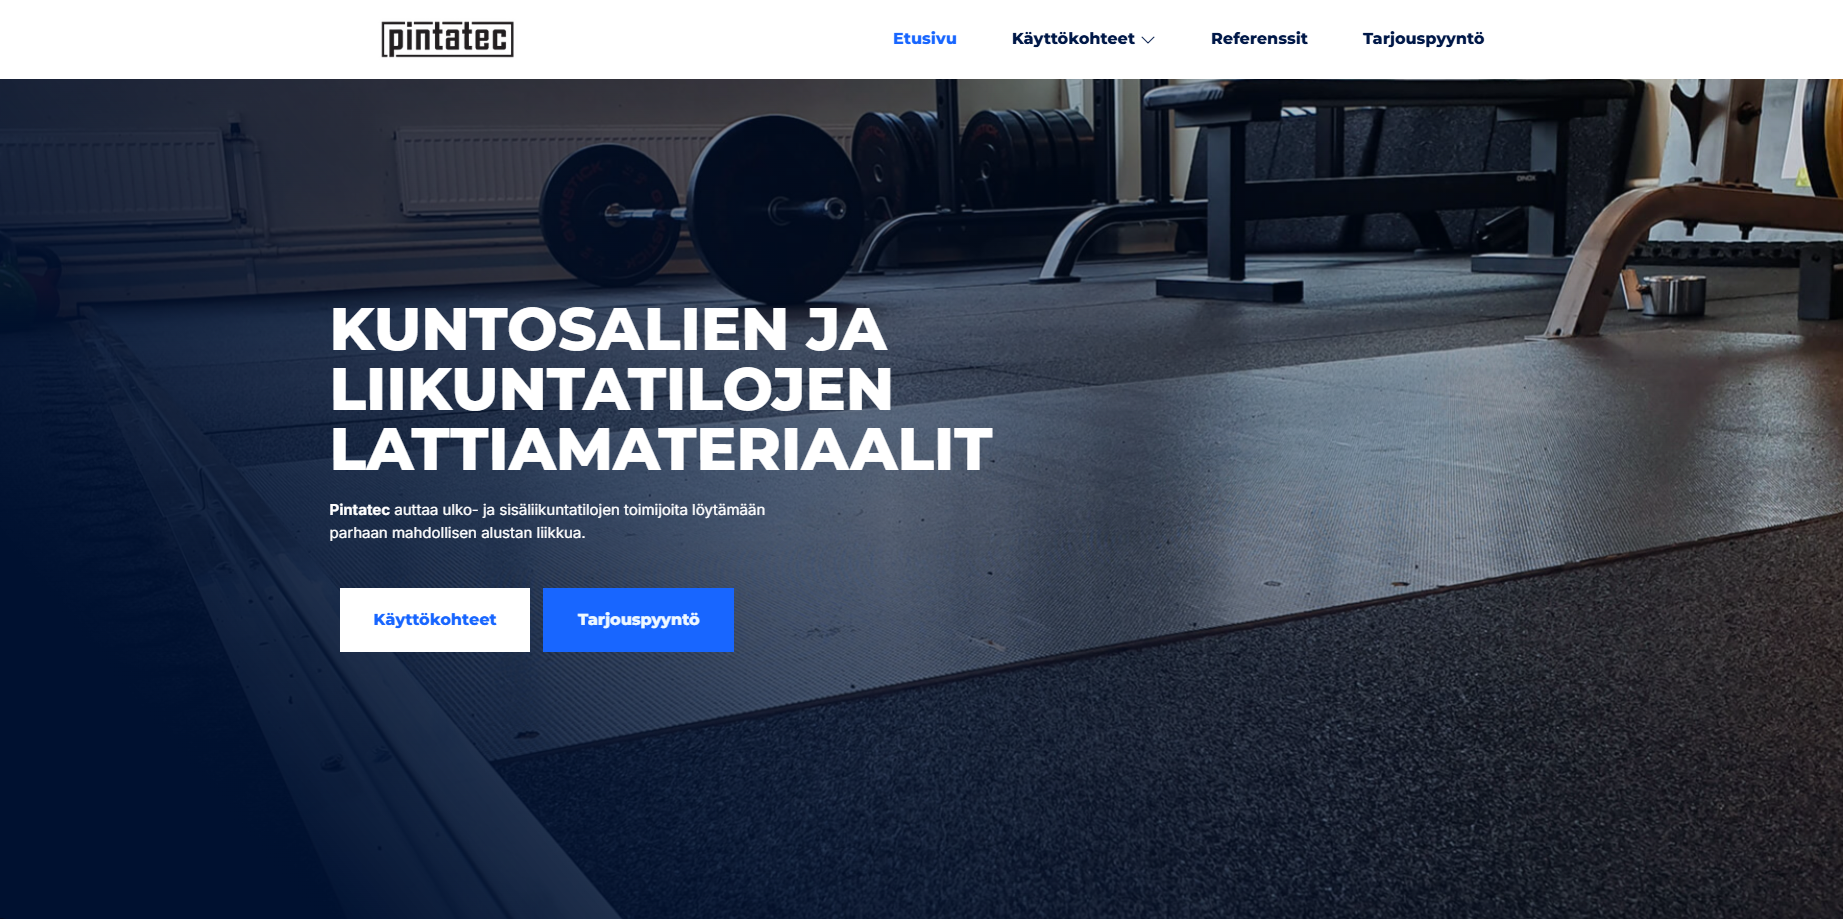 pintatec
Etusivu
Käyttökohteet
Referenssit
Tarjouspyyntö
KUNTOSALIEN JA
LIIKUNTATILOJEN
LATTIAMATERIAALIT
Pintatec auttaa ulko- ja sisäliikuntatilojen toimijoita löytämään
parhaan mahdollisen alustan liikkua.
Käyttökohteet
Tarjouspyyntö